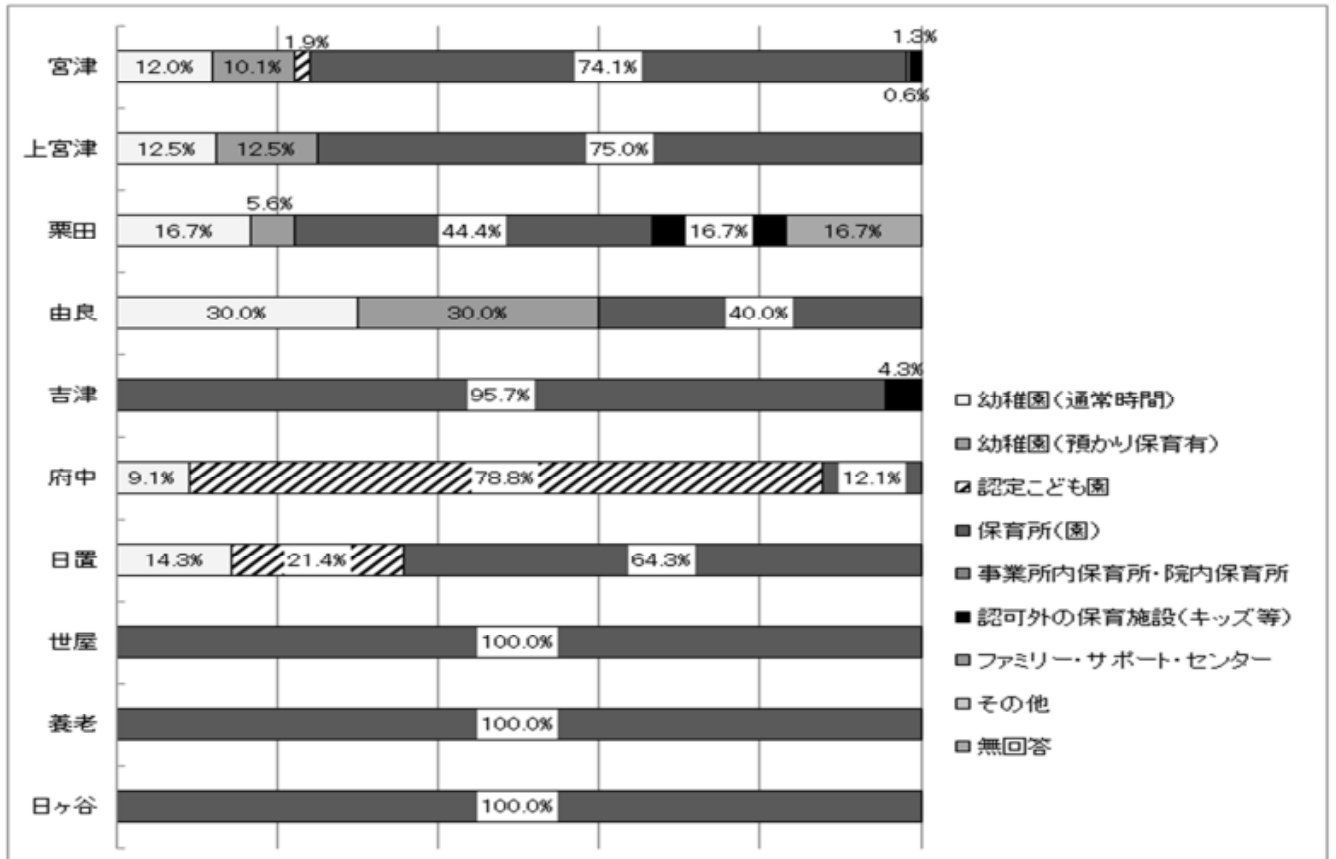 1.9%
1.3%
宮津 12.0% 10.1% 74.1%
0.6%
上宮津 12.5% 12.5% 75.0%
5.6%
栗田 16.7% 44.4% 16.7% 16.7%
由良 30.0% 30.0% 40.0%
4.3%
吉津 95.7%
府中 9.1% 78.8% 12.1%
日置 14.3% 21.4% 64.3%
世屋 100.0%
養老 100.0%
日ヶ谷 100.0%
幼稚園(通常時間)
幼稚園(預かり保育有)
認定こども園
保育所(園)
事業所内保育所・院内保育所
認可外の保育施設(キッズ等)
ファミリー・サポート・センター
その他
無回答